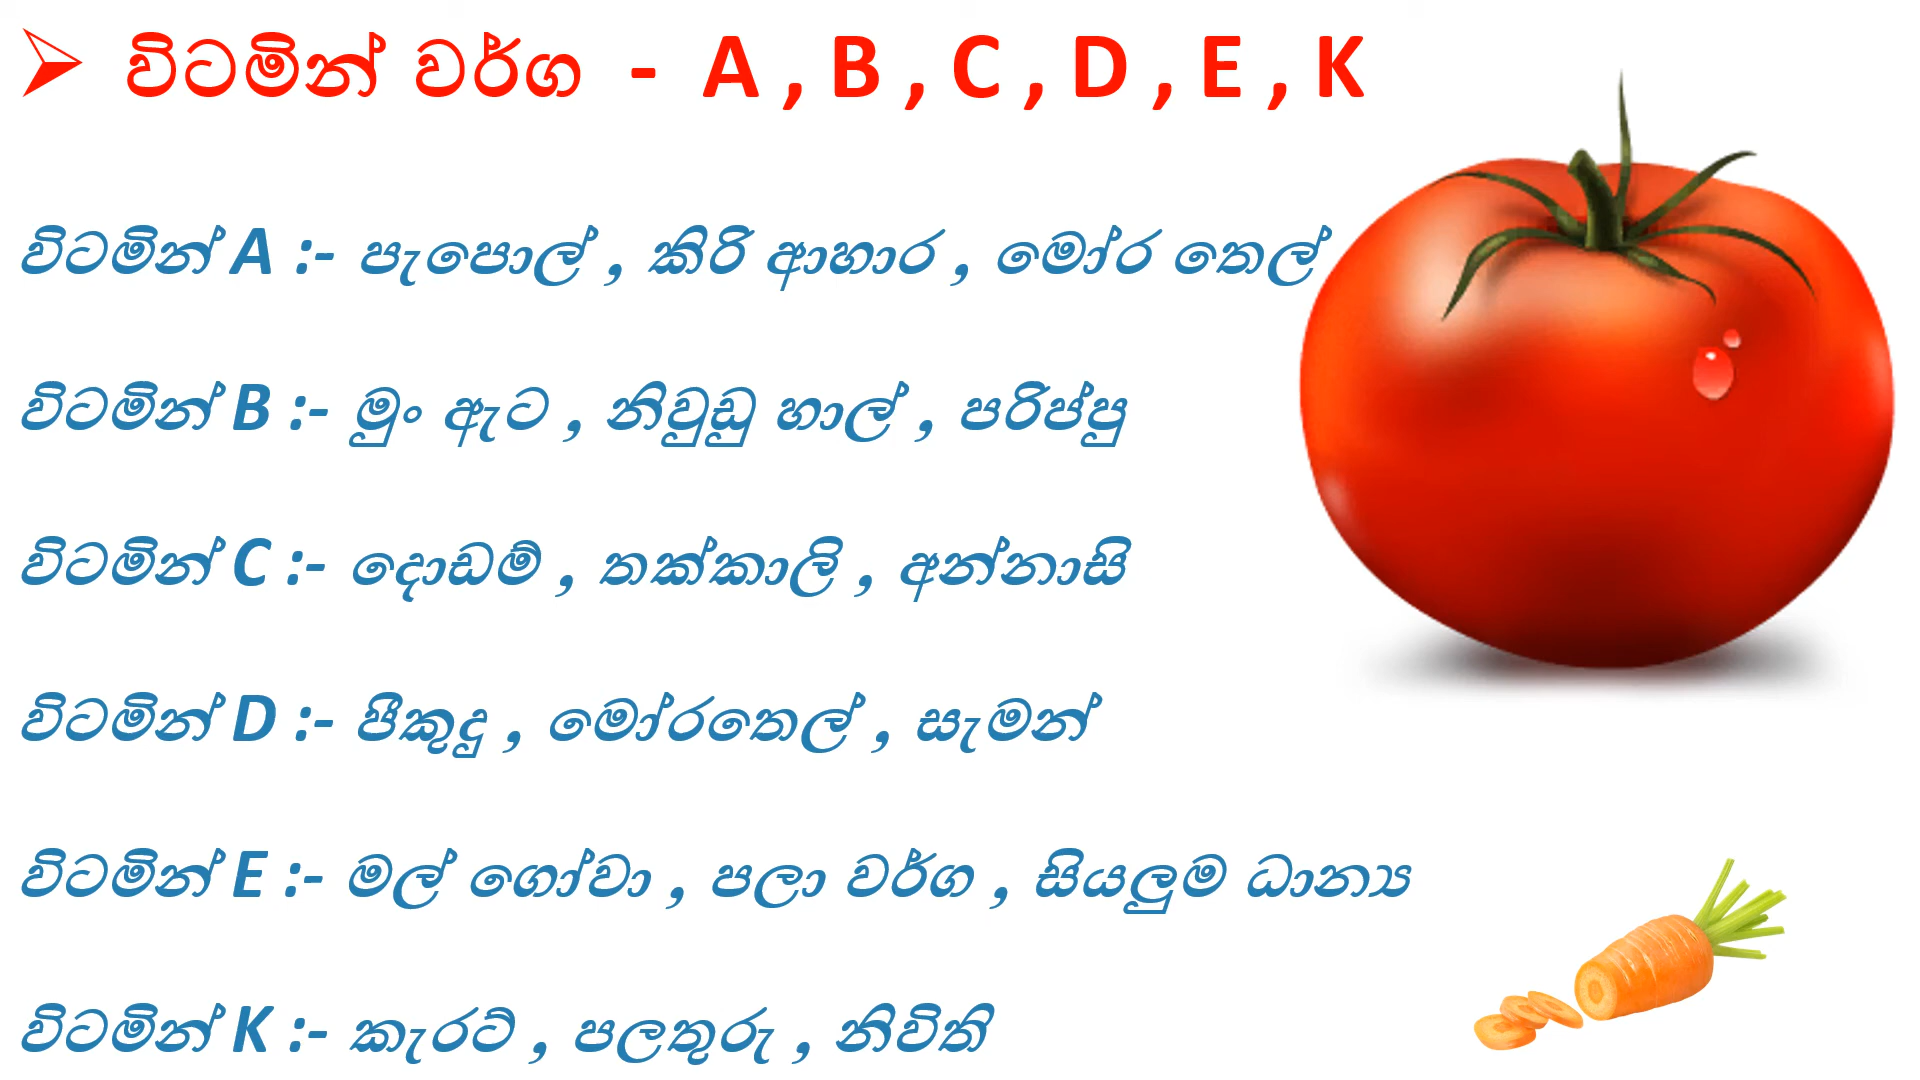 ➢ විටමින් වර්ග - A , B , C , D , E , K
විටමින් A :- පැපොල් , කිරි ආහාර , මෝර තෙල්
විටමින් B :- මුං ඇට , නිවුඩු හාල් , පරිප්පු
විටමින් C :- දොඩම් , තක්කාලි , අන්නාසි
විටමින් D :- පීකුදු , මෝරතෙල් , සැමන්
විටමින් E :- මල් ගෝවා , පලා වර්ග , සියලුම ධාන්‍ය
විටමින් K :- කැරට් , පලතුරු , නිවිති